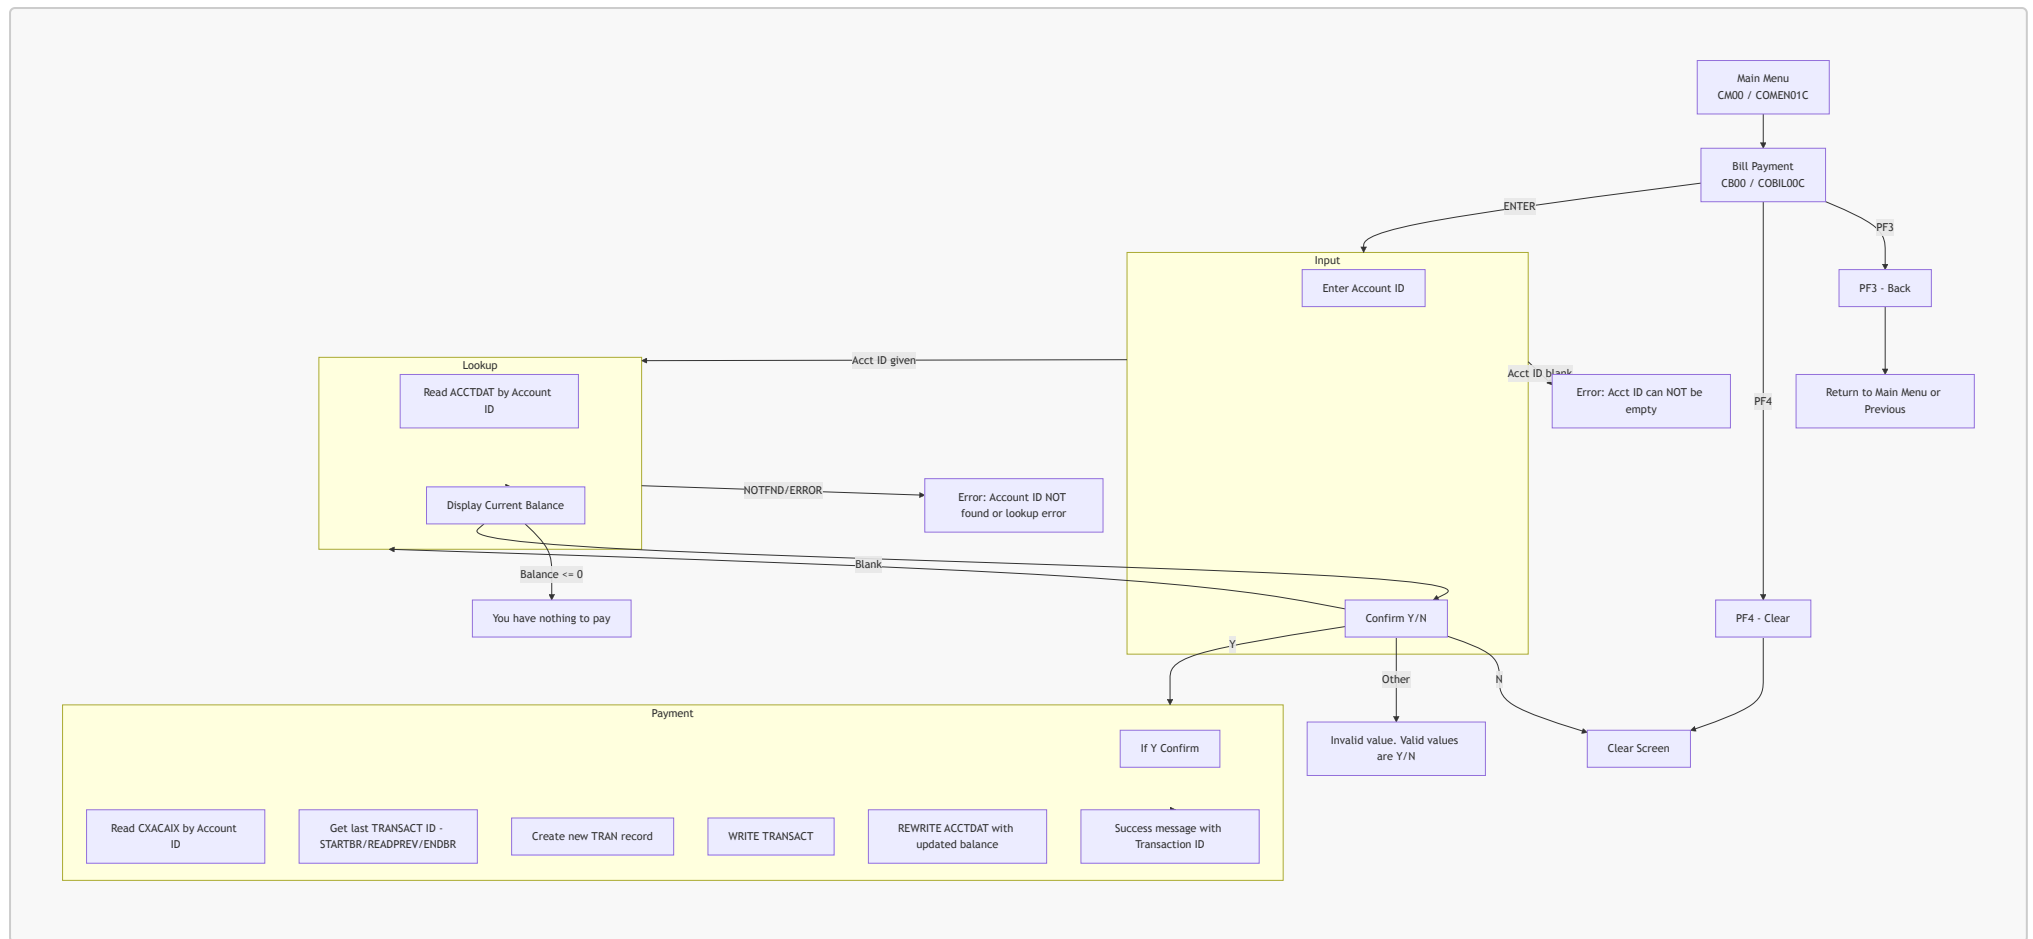 Main Menu
CM00 / COMEN01C
Bill Payment
CB00 / COBIL00C
ENTER
PF3
Input
Enter Account ID
PF3 - Back
Acct ID given
Lookup
Read ACCTDAT by Account
ID
Acct ID blank
Error: Acct ID can NOT be
empty
PF4
Return to Main Menu or
Previous
NOTFND/ERROR
Error: Account ID NOT
found or lookup error
Display Current Balance
Blank
Balance <= 0
You have nothing to pay
Confirm Y/N
PF4 - Clear
Y
Other
N
Payment
If Y Confirm
Invalid value. Valid values
are Y/N
Clear Screen
Read CXACAIX by Account
ID
Get last TRANSACT ID -
STARTBR/READPREV/ENDBR
Create new TRAN record
WRITE TRANSACT
REWRITE ACCTDAT with
updated balance
Success message with
Transaction ID